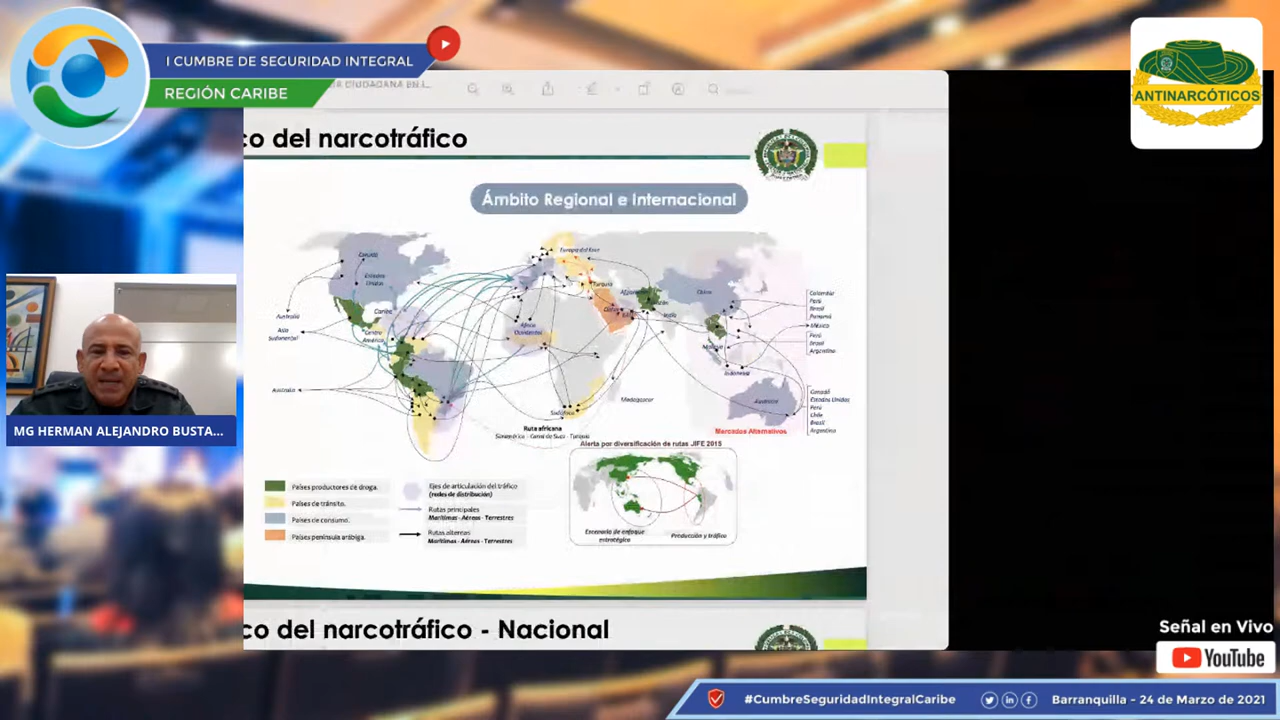 I CUMBRE DE SEGURIDAD INTEGRAL
REGIÓN CARIBE
ANTINARCÓTICOS
co del narcotráfico
Ámbito Regional e Internacional
Canadá
Estados
Unidos
Caribe
Centro
América
Australia
Asia
Sudoriental
Australia
Europa del Este
Turquía
África
Occidental
India
China
Malasia
Indonesia
Australia
Madagascar
Sudáfrica
Colombia
Perú
Brasil
Panamá
México
Perú
Brasil
Argentina
Canadá
Estados Unidos
Perú
Chile
Brasil
Argentina
Mercados Alternativos
Ruta africana
Alerta por diversificación de rutas JIFE 2015
Escenario de enfoque
estratégico
Producción y tráfico
Países productores de droga.
Países de tránsito.
Países de consumo.
Países península arábiga.
Ejes de articulación del tráfico
(redes de distribución)
Rutas principales
Marítimas - Aéreas - Terrestres
Rutas alternas
Marítimas - Aéreas - Terrestres
MG HERMAN ALEJANDRO BUSTA...
co del narcotráfico - Nacional
Señal en Vivo
YouTube
#CumbreSeguridadIntegralCaribe
Barranquilla - 24 de Marzo de 2021